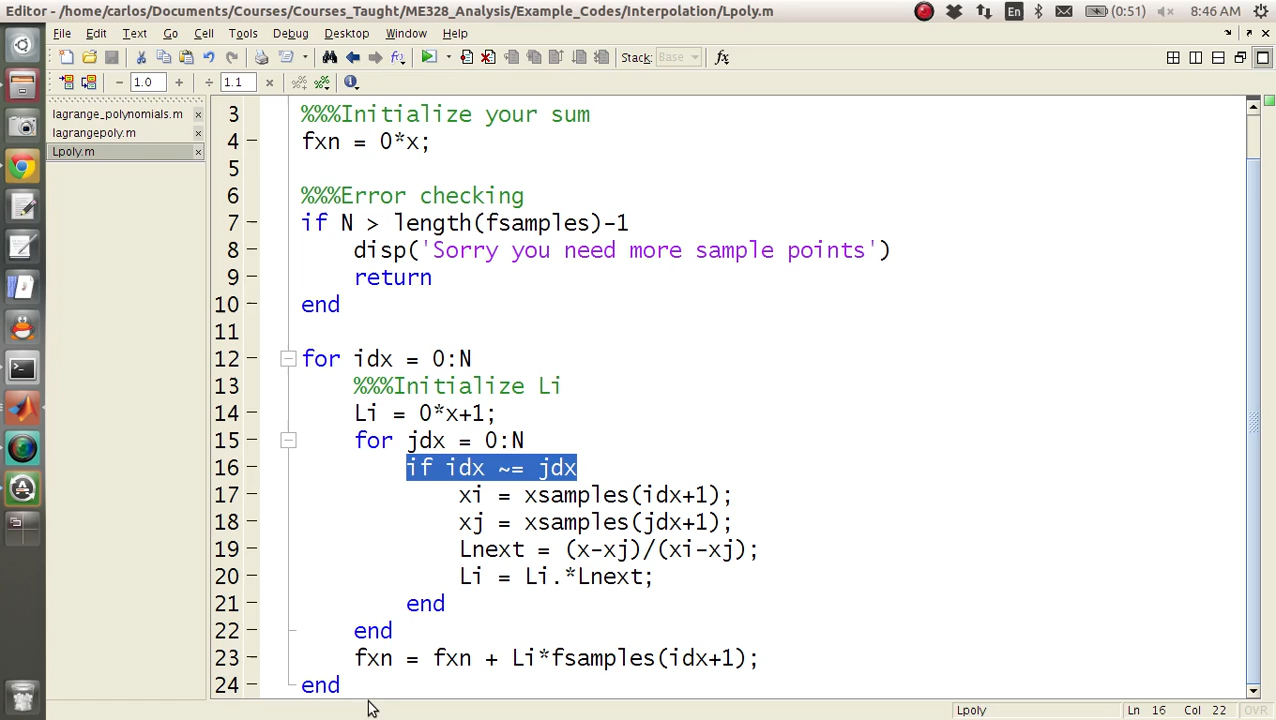 Editor - /home/carlos/Documents/Courses/Courses_Taught/ME328_Analysis/Example_Codes/Interpolation/Lpoly.m
En (0:51) 8:46 AM
File Edit Text Go Cell Tools Debug Desktop Window Help
Stack: Base fx
− 1.0 + ÷ 1.1 ×
lagrange_polynomials.m
lagrangepoly.m
Lpoly.m
3 %%%Initialize your sum
4 fxn = 0*x;
5
6 %%%Error checking
7 if N > length(fsamples)-1
8 disp('Sorry you need more sample points')
9 return
10 end
11
12 for idx = 0:N
13 %%%Initialize Li
14 Li = 0*x+1;
15 for jdx = 0:N
16 if idx ~= jdx
17 xi = xsamples(idx+1);
18 xj = xsamples(jdx+1);
19 Lnext = (x-xj)/(xi-xj);
20 Li = Li.*Lnext;
21 end
22 end
23 fxn = fxn + Li*fsamples(idx+1);
24 end
Lpoly Ln 16 Col 22 OVR